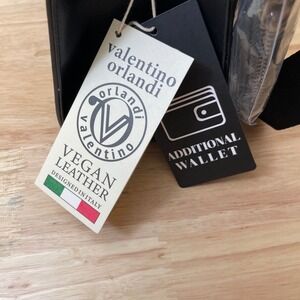 valentino
orlandi
orlandi
V
valentino
VEGAN
LEATHER
DESIGNED IN ITALY
ADDITIONAL
WALLET